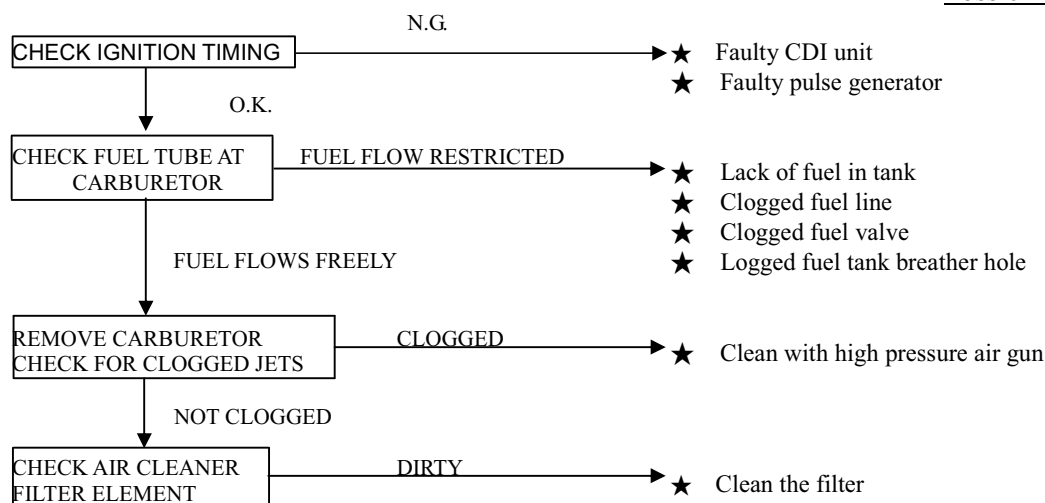 N.G.
CHECK IGNITION TIMING
★ Faulty CDI unit
★ Faulty pulse generator
O.K.
CHECK FUEL TUBE AT
CARBURETOR
FUEL FLOW RESTRICTED
★ Lack of fuel in tank
★ Clogged fuel line
★ Clogged fuel valve
★ Logged fuel tank breather hole
FUEL FLOWS FREELY
REMOVE CARBURETOR
CHECK FOR CLOGGED JETS
CLOGGED
★ Clean with high pressure air gun
NOT CLOGGED
CHECK AIR CLEANER
FILTER ELEMENT
DIRTY
★ Clean the filter